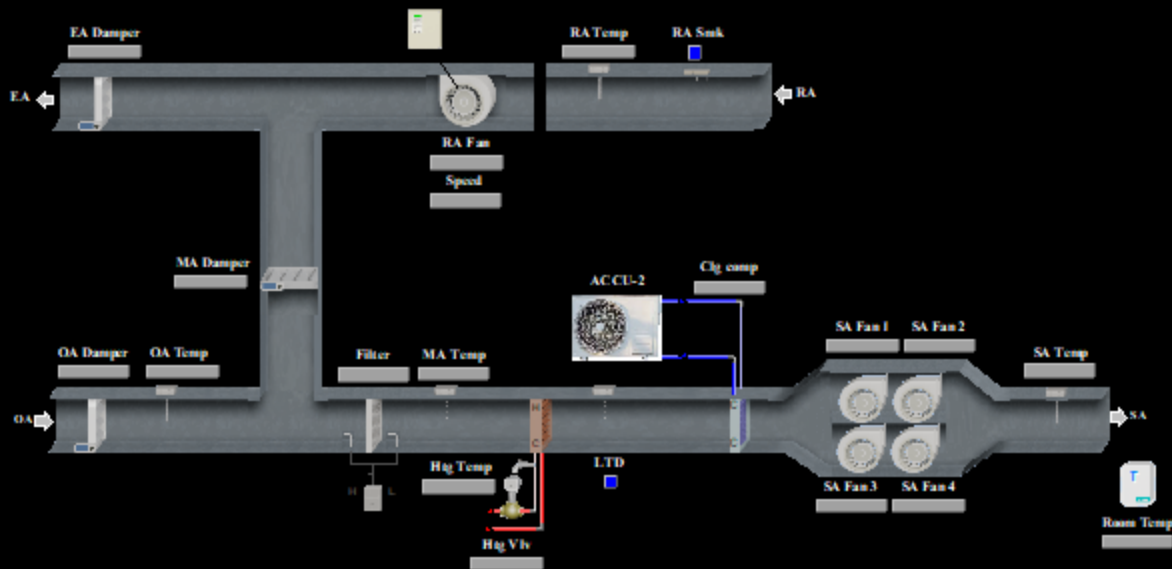 EA Damper
RA Temp
RA Smk
EA
RA
RA Fan
Speed
MA Damper
ACCU-2
Clg comp
SA Fan 1
SA Fan 2
OA Damper
OA Temp
Filter
MA Temp
SA Temp
OA
H
C
C
SA
Htg Temp
LTD
H
L
SA Fan 3
SA Fan 4
T
Room Temp
Htg Vlv